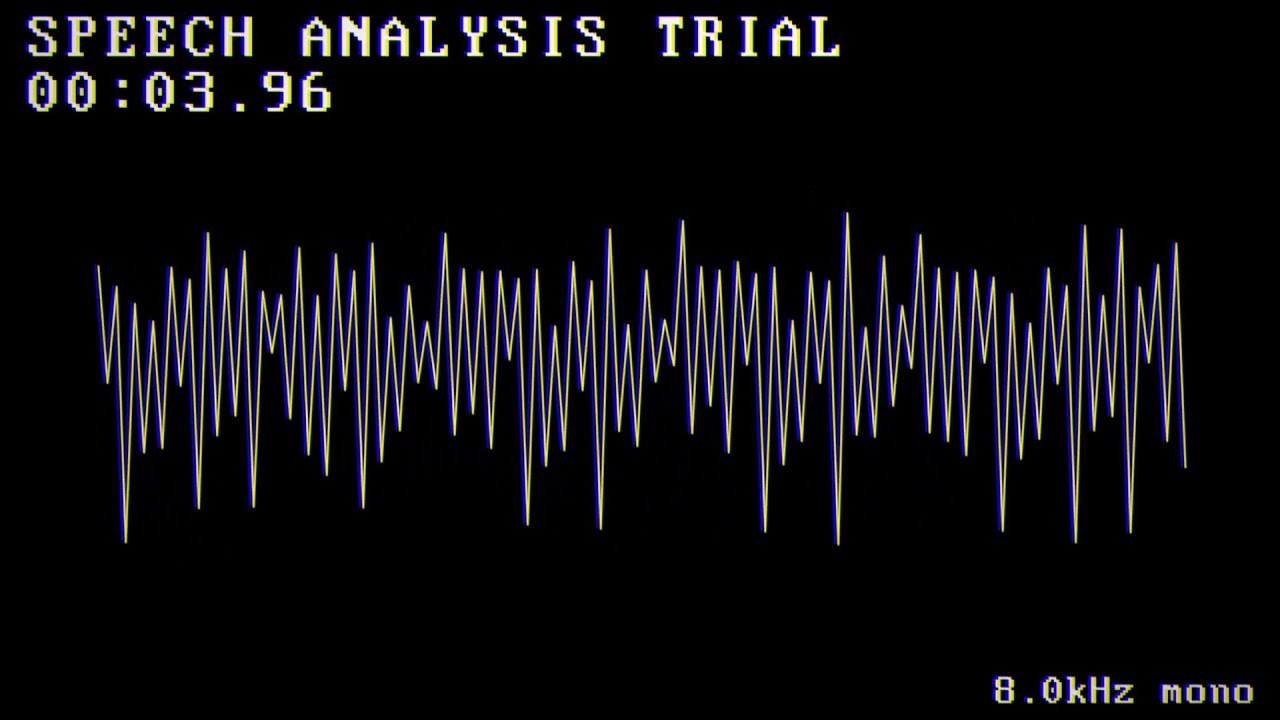 SPEECH ANALYSIS TRIAL
00:03.96
8.0kHz mono